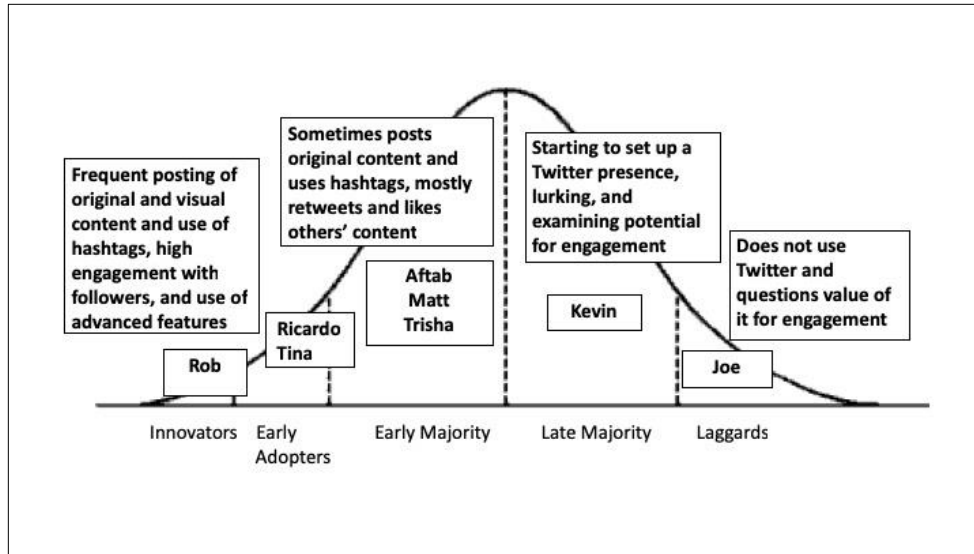 Frequent posting of
original and visual
content and use of
hashtags, high
engagement with
followers, and use of
advanced features
Sometimes posts
original content and
uses hashtags, mostly
retweets and likes
others’ content
Starting to set up a
Twitter presence,
lurking, and
examining potential
for engagement
Does not use
Twitter and
questions value of
it for engagement
Rob
Ricardo
Tina
Aftab
Matt
Trisha
Kevin
Joe
Innovators
Early
Adopters
Early Majority
Late Majority
Laggards